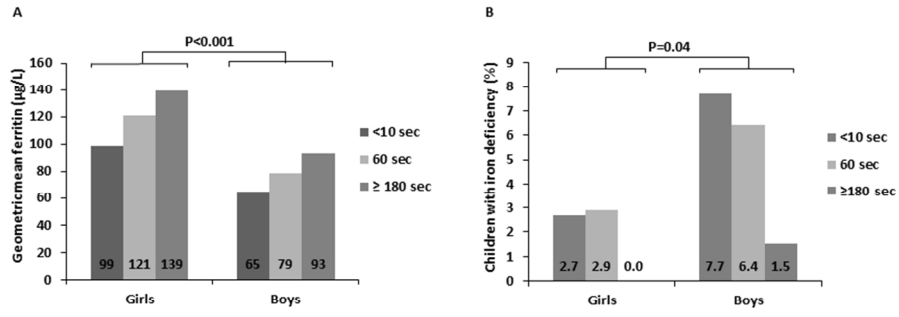 A
P<0.001
Geometricmean ferritin (µg/L)
160
140
120
100
80
60
40
20
0
99 121 139
65 79 93
Girls Boys
<10 sec
60 sec
≥ 180 sec
B
P=0.04
Children with iron deficiency (%)
9
8
7
6
5
4
3
2
1
0
2.7 2.9 0.0
7.7 6.4 1.5
Girls Boys
<10 sec
60 sec
≥180 sec